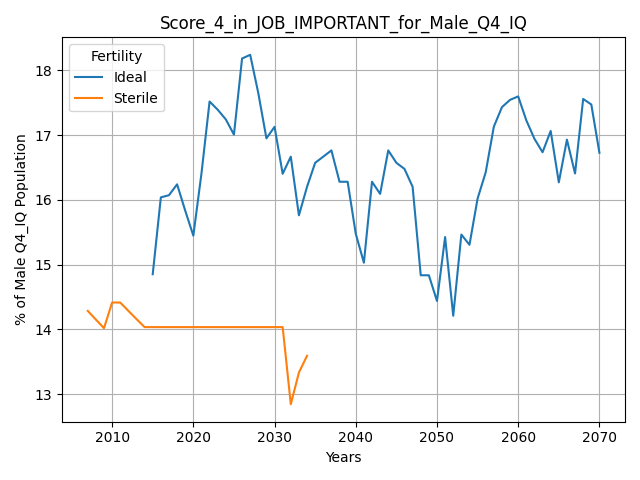 Score_4_in_JOB_IMPORTANT_for_Male_Q4_IQ
Fertility
Ideal
Sterile
% of Male Q4_IQ Population
18
17
16
15
14
13
2010 2020 2030 2040 2050 2060 2070
Years